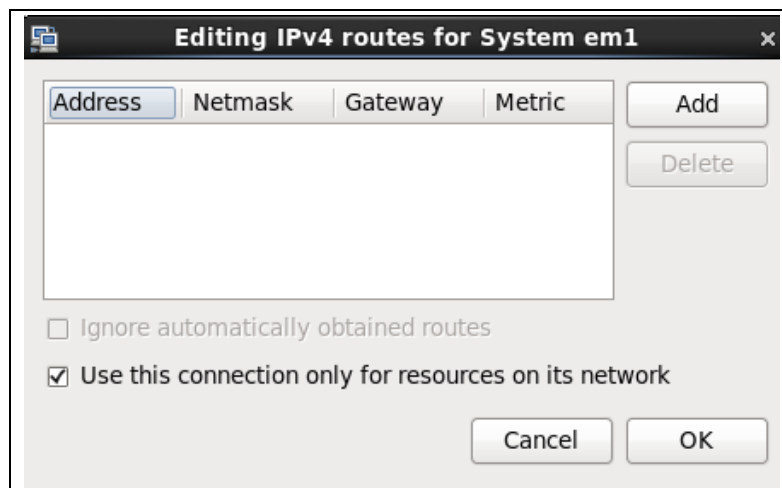 Editing IPv4 routes for System em1
Address Netmask Gateway Metric Add
Delete
Ignore automatically obtained routes
Use this connection only for resources on its network
Cancel OK